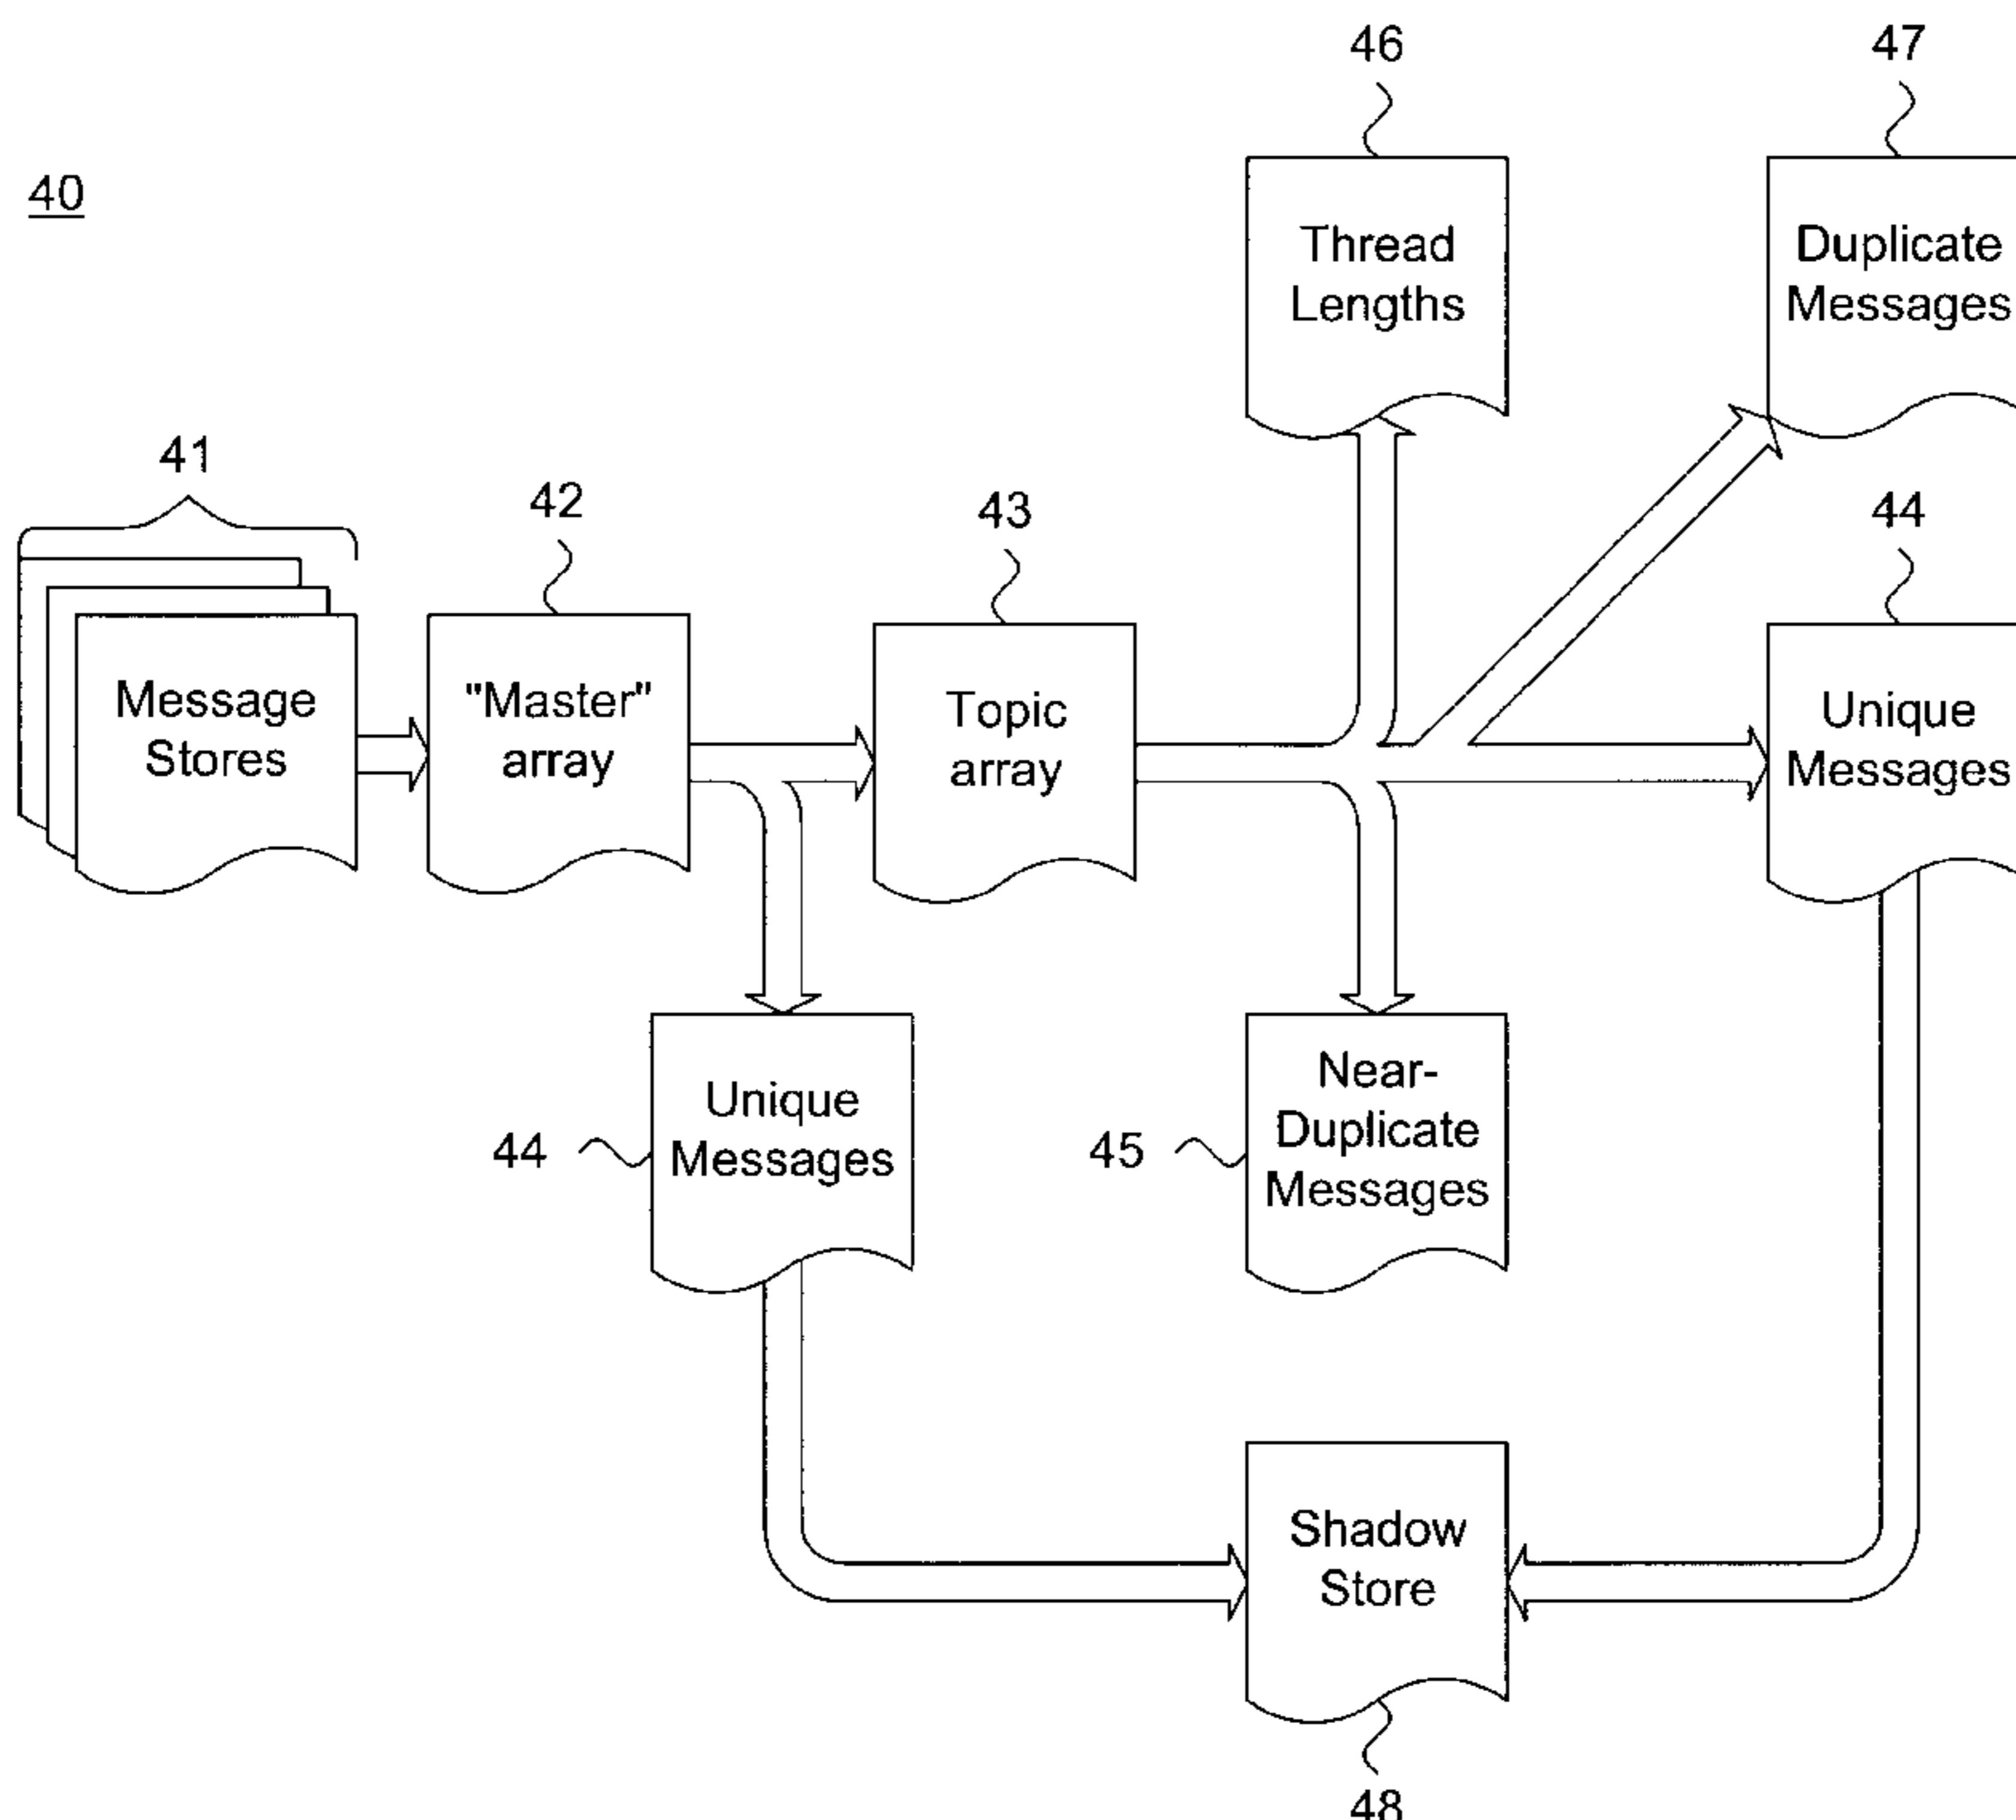 46
47
40
Thread
Lengths
Duplicate
Messages
41
42
43
44
Message
Stores
"Master"
array
Topic
array
Unique
Messages
44
Unique
Messages
45
Near-
Duplicate
Messages
Shadow
Store
48